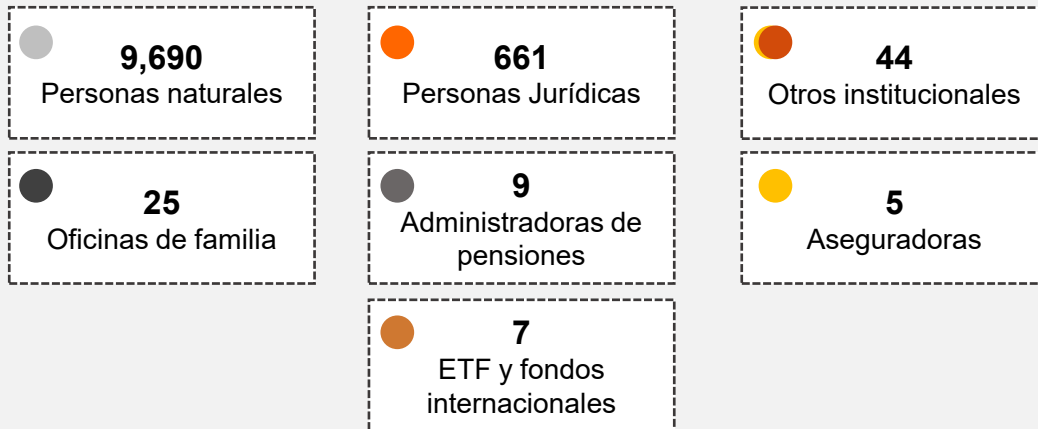 9,690
Personas naturales
661
Personas Jurídicas
44
Otros institucionales
25
Oficinas de familia
9
Administradoras de
pensiones
5
Aseguradoras
7
ETF y fondos
internacionales